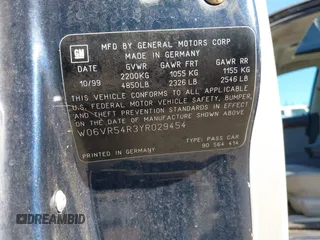 GM
MFD BY GENERAL MOTORS CORP
MADE IN GERMANY
DATE GVWR GAWR FRT GAWR RR
10/99 2200KG 1055 KG 1155 KG
4850LB 2326 LB 2546 LB
THIS VEHICLE CONFORMS TO ALL APPLICABLE
U.S. FEDERAL MOTOR VEHICLE SAFETY, BUMPER,
AND THEFT PREVENTION STANDARDS IN EFFECT
ON THE DATE OF MANUFACTURE SHOWN ABOVE
W06VR54R3YR029454
TYPE: PASS CAR
PRINTED IN GERMANY 90 564 414
DREAMBID